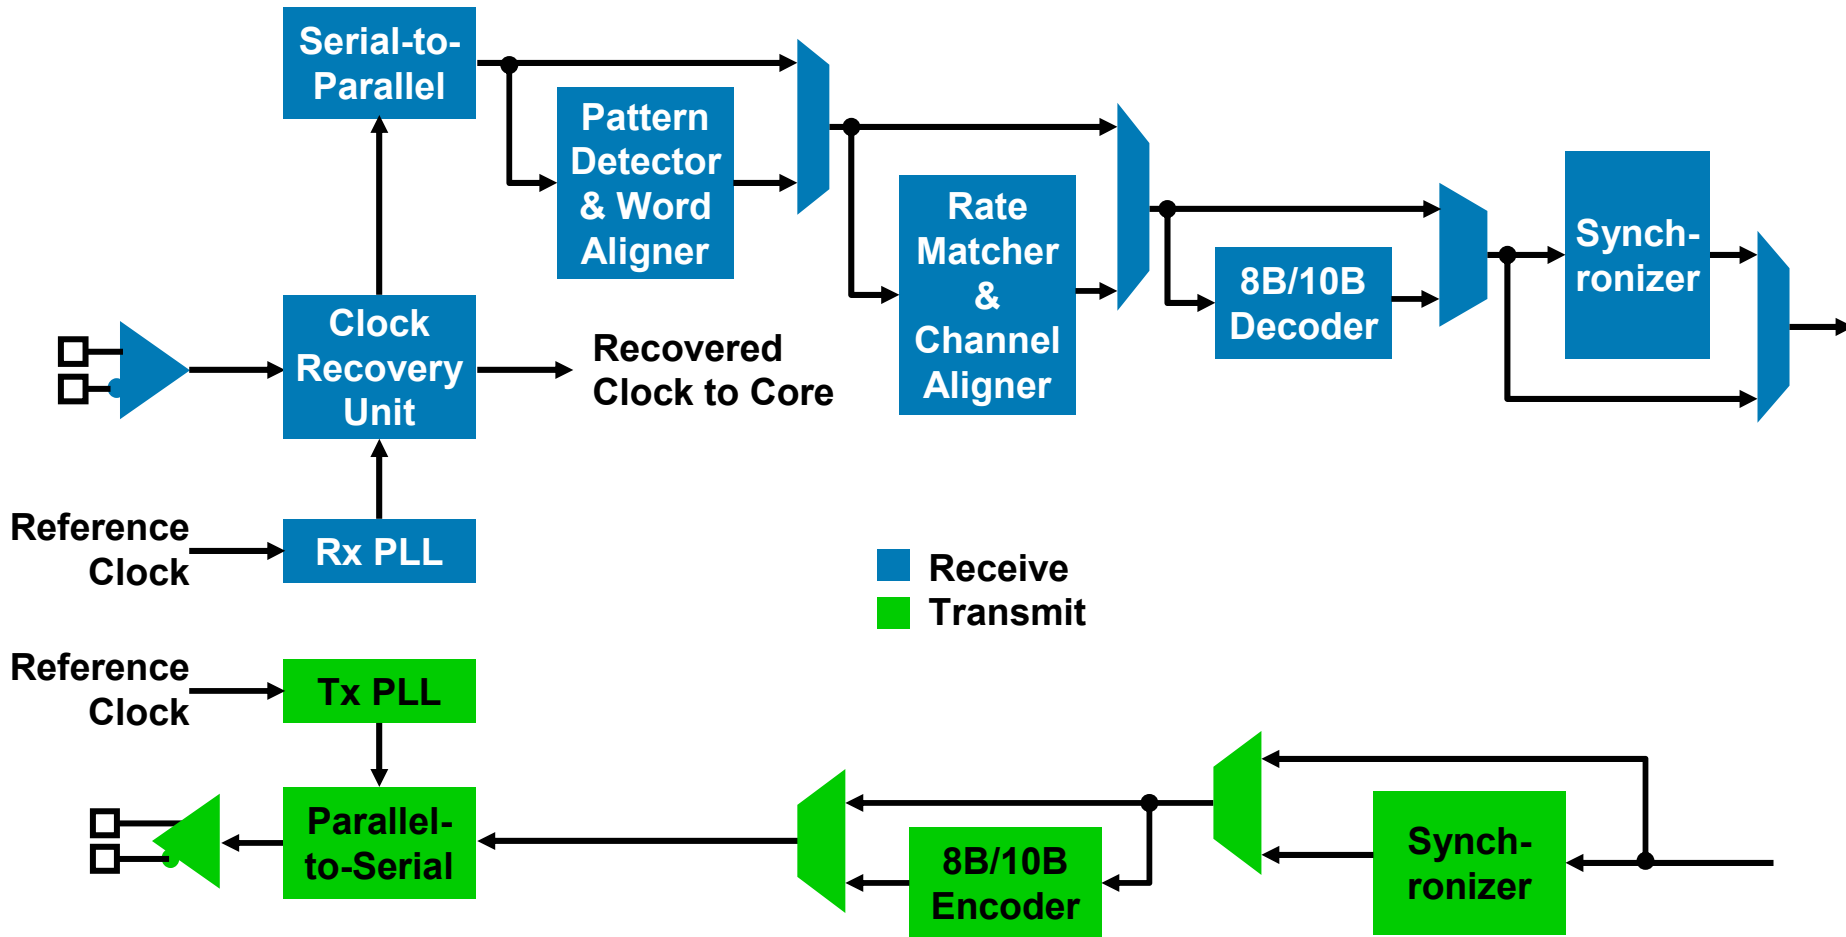 Serial-to-
Parallel
Pattern
Detector
& Word
Aligner
Rate
Matcher
&
Channel
Aligner
8B/10B
Decoder
Synch-
ronizer
Clock
Recovery
Unit
Recovered
Clock to Core
Reference
Clock
Rx PLL
Receive
Transmit
Reference
Clock
Tx PLL
Parallel-
to-Serial
8B/10B
Encoder
Synch-
ronizer